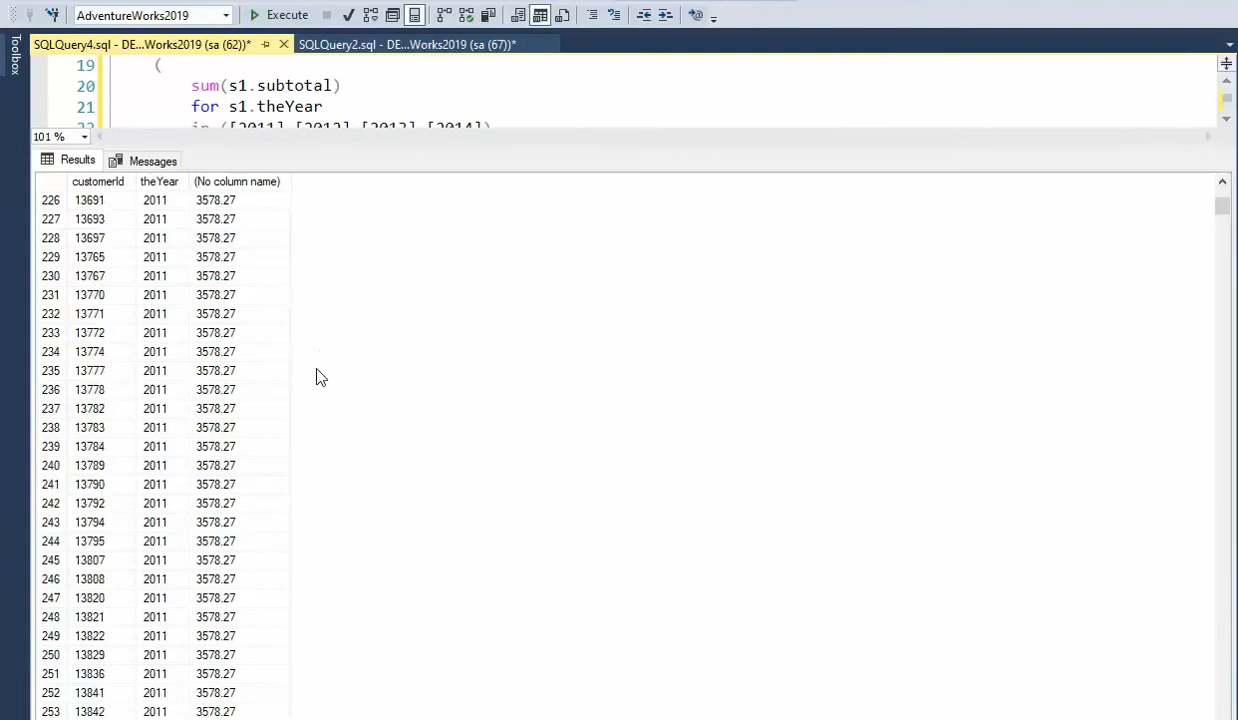 AdventureWorks2019 Execute
Toolbox
SQLQuery4.sql - DE...Works2019 (sa (62))* SQLQuery2.sql - DE...Works2019 (sa (67))*
19 (
20 sum(s1.subtotal)
21 for s1.theYear
22 in ([2011],[2012],[2013],[2014])
101 %
Results Messages
customerId theYear (No column name)
226 13691 2011 3578.27
227 13693 2011 3578.27
228 13697 2011 3578.27
229 13765 2011 3578.27
230 13767 2011 3578.27
231 13770 2011 3578.27
232 13771 2011 3578.27
233 13772 2011 3578.27
234 13774 2011 3578.27
235 13777 2011 3578.27
236 13778 2011 3578.27
237 13782 2011 3578.27
238 13783 2011 3578.27
239 13784 2011 3578.27
240 13789 2011 3578.27
241 13790 2011 3578.27
242 13792 2011 3578.27
243 13794 2011 3578.27
244 13795 2011 3578.27
245 13807 2011 3578.27
246 13808 2011 3578.27
247 13820 2011 3578.27
248 13821 2011 3578.27
249 13822 2011 3578.27
250 13829 2011 3578.27
251 13836 2011 3578.27
252 13841 2011 3578.27
253 13842 2011 3578.27